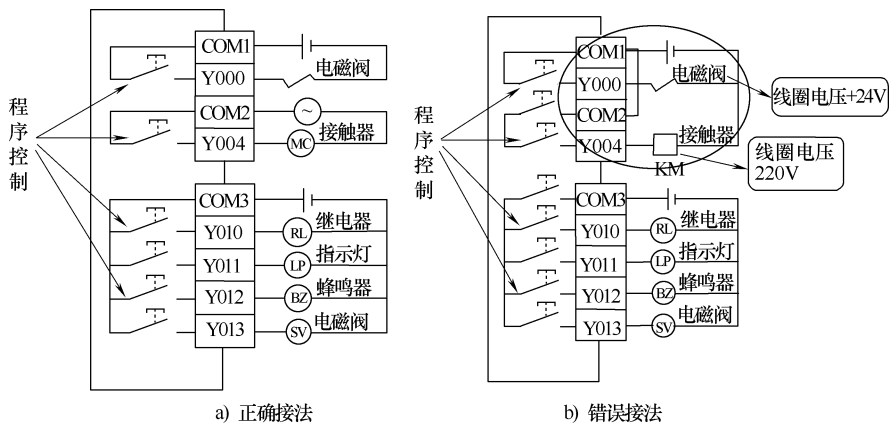 程序控制
COM1
Y000
电磁阀
COM2
~
Y004
MC
接触器
COM3
Y010
RL
继电器
Y011
LP
指示灯
Y012
BZ
蜂鸣器
Y013
SV
电磁阀
a) 正确接法
程序控制
COM1
Y000
电磁阀
线圈电压+24V
COM2
Y004
接触器
KM
线圈电压
220V
COM3
Y010
RL
继电器
Y011
LP
指示灯
Y012
BZ
蜂鸣器
Y013
SV
电磁阀
b) 错误接法